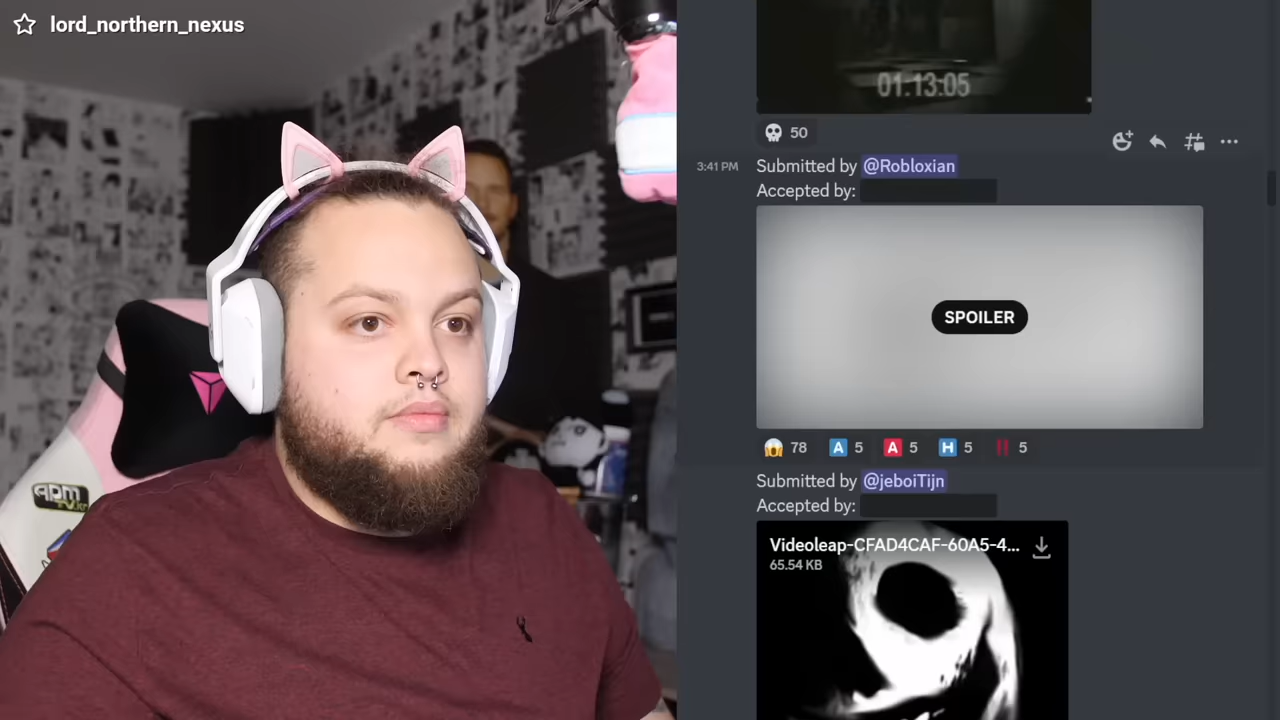 lord_northern_nexus
01:13:05
50
3:41 PM Submitted by @Robloxian
Accepted by:
SPOILER
78 A 5 A 5 H 5 5
Submitted by @jeboiTijn
Accepted by:
Videoleap-CFAD4CAF-60A5-4...
65.54 KB
apm